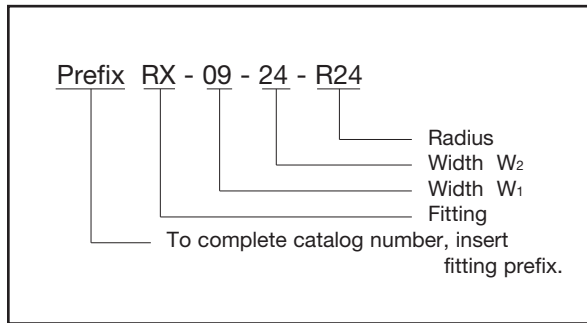 Prefix RX - 09 - 24 - R24
Radius
Width W₂
Width W₁
Fitting
To complete catalog number, insert
fitting prefix.